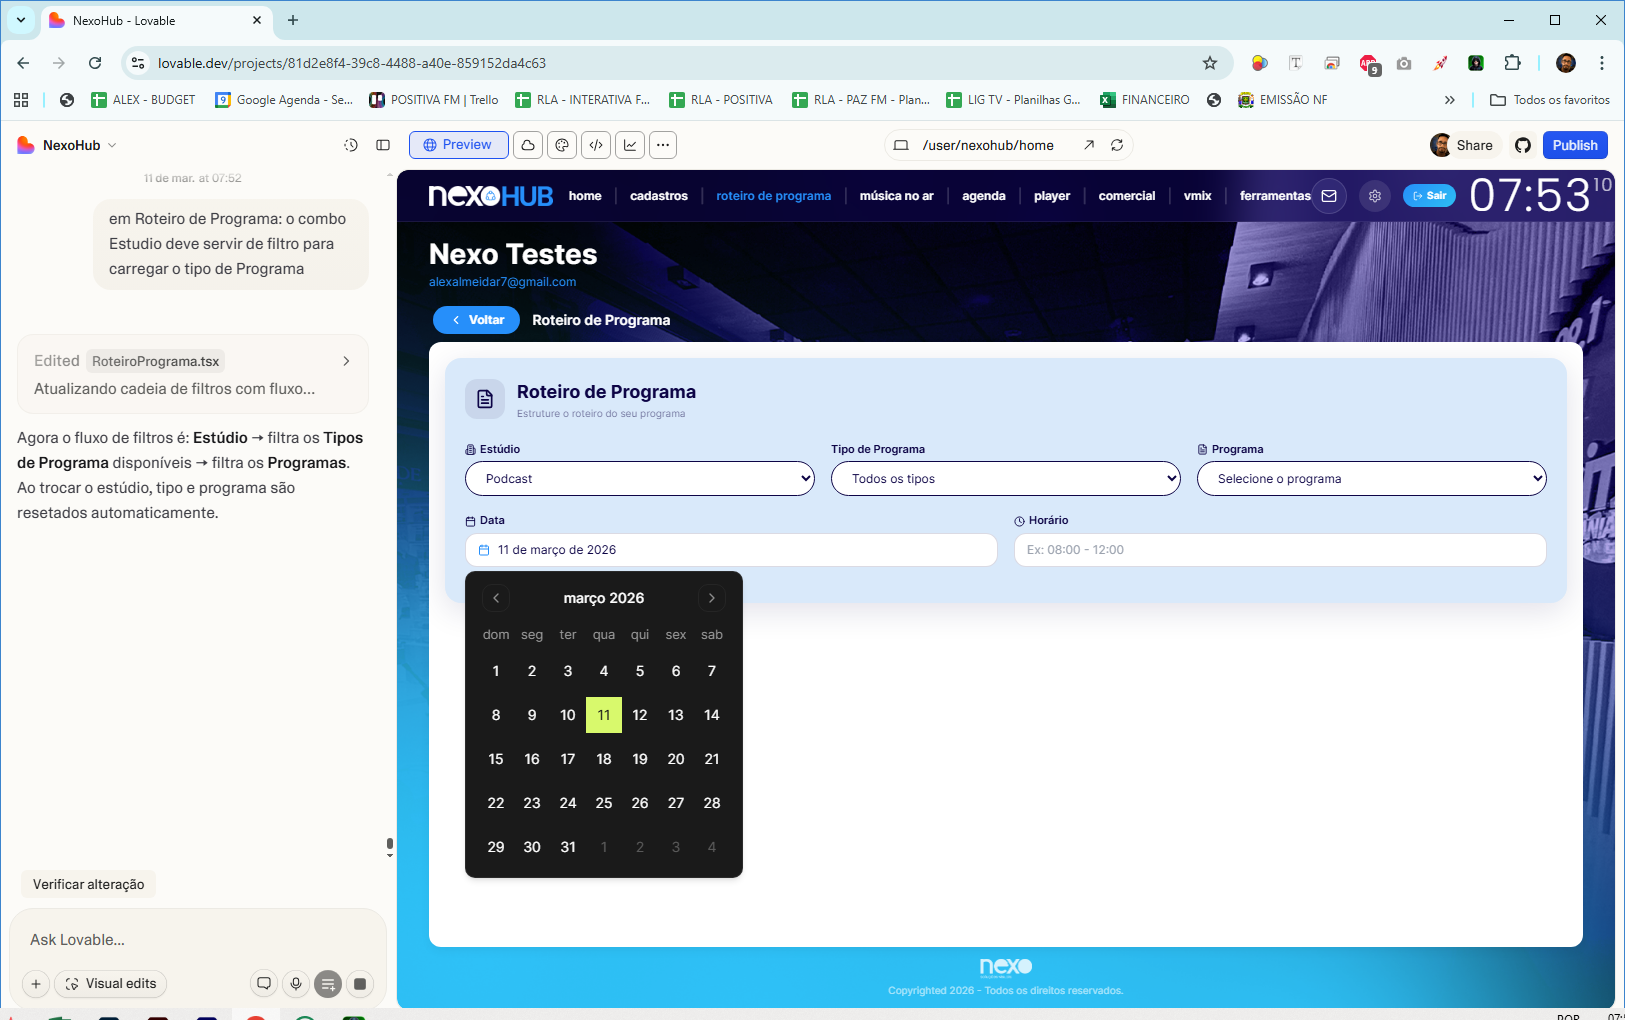 NexoHub - Lovable
lovable.dev/projects/81d2e8f4-39c8-4488-a40e-859152da4c63
ABP 9
ALEX - BUDGET
9 Google Agenda - Se...
POSITIVA FM | Trello
RLA - INTERATIVA F...
RLA - POSITIVA
RLA - PAZ FM - Plan...
LIG TV - Planilhas G...
FINANCEIRO
EMISSÃO NF
Todos os favoritos
NexoHub
Preview
/user/nexohub/home
Share
Publish
11 de mar. at 07:52
em Roteiro de Programa: o combo
Estudio deve servir de filtro para
carregar o tipo de Programa
Edited RoteiroPrograma.tsx
Atualizando cadeia de filtros com fluxo...
Agora o fluxo de filtros é: Estúdio → filtra os Tipos
de Programa disponíveis → filtra os Programas.
Ao trocar o estúdio, tipo e programa são
resetados automaticamente.
Verificar alteração
Ask Lovable...
Visual edits
nexoHUB
home
cadastros
roteiro de programa
música no ar
agenda
player
comercial
vmix
ferramentas
Sair
07:53 10
Nexo Testes
alexalmeidar7@gmail.com
Voltar
Roteiro de Programa
Roteiro de Programa
Estruture o roteiro do seu programa
Estúdio
Tipo de Programa
Programa
Podcast
Todos os tipos
Selecione o programa
Data
Horário
11 de março de 2026
Ex: 08:00 - 12:00
março 2026
dom seg ter qua qui sex sab
1 2 3 4 5 6 7
8 9 10 11 12 13 14
15 16 17 18 19 20 21
22 23 24 25 26 27 28
29 30 31 1 2 3 4
nexo
Copyrighted 2026 - Todos os direitos reservados.